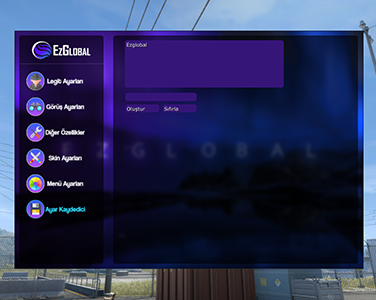 EzGlobal
Legit Ayarları
Görüş Ayarları
Diğer Özellikler
Skin Ayarları
Menü Ayarları
Ayar Kaydedici
Ezglobal
Oluştur
Sıfırla
EZGLOBAL